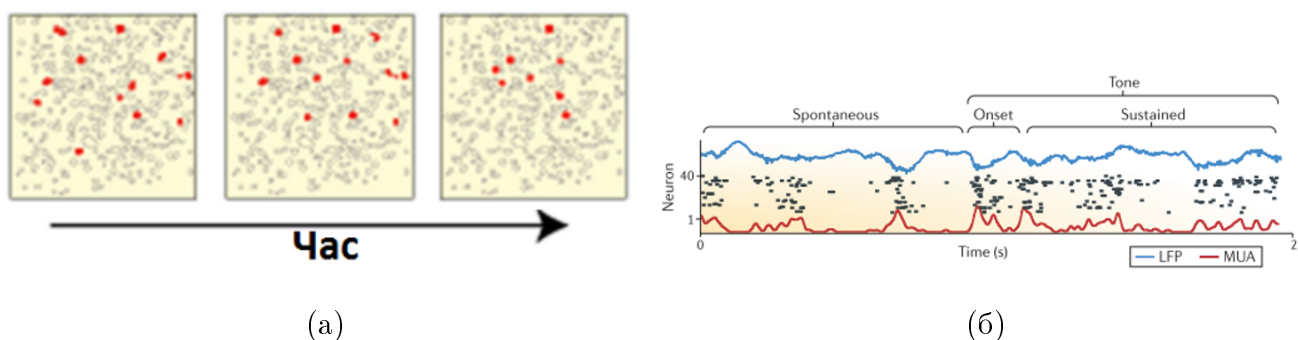 Час
(а)
Tone
Spontaneous Onset Sustained
Neuron
40
1
0 2
Time (s)
LFP MUA
(б)